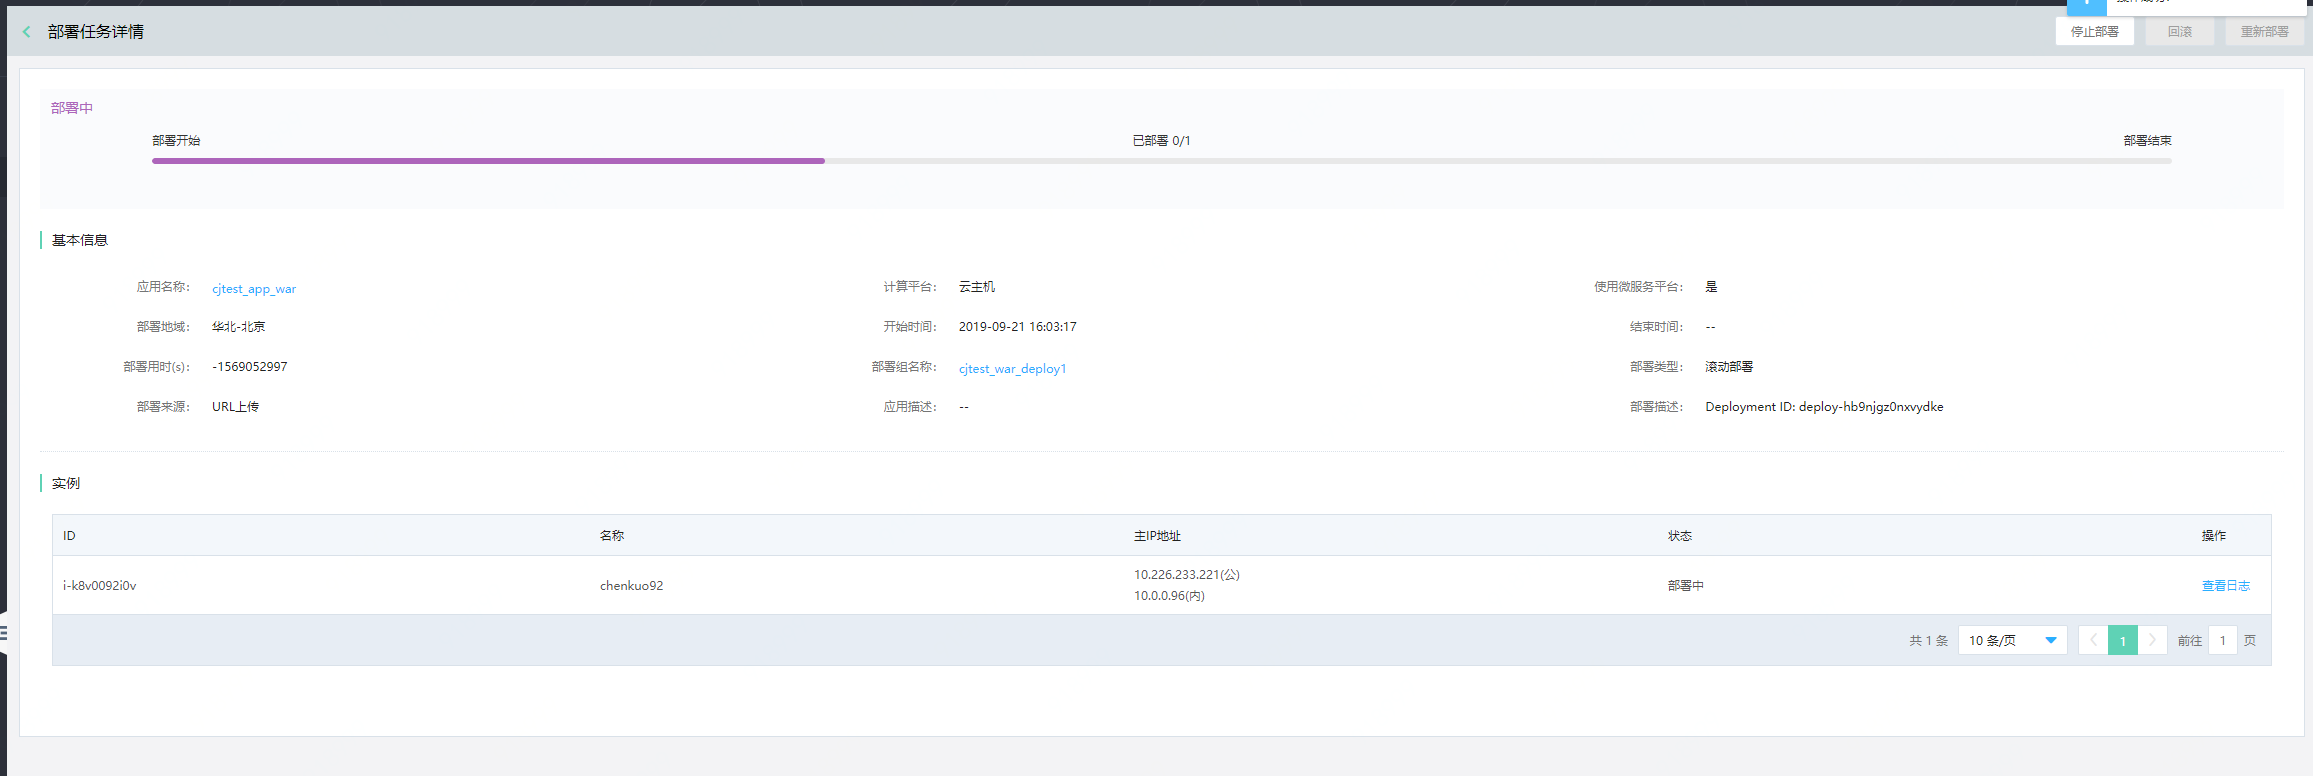 部署任务详情
停止部署 回滚 重新部署
部署中
部署开始 已部署 0/1 部署结束
基本信息
应用名称： cjtest_app_war 计算平台： 云主机 使用微服务平台： 是
部署地域： 华北-北京 开始时间： 2019-09-21 16:03:17 结束时间： --
部署用时(s)： -1569052997 部署组名称： cjtest_war_deploy1 部署类型： 滚动部署
部署来源： URL上传 应用描述： -- 部署描述： Deployment ID: deploy-hb9njgz0nxvydke
实例
ID 名称 主IP地址 状态 操作
i-k8v0092i0v chenkuo92 10.226.233.221(公) 部署中 查看日志
10.0.0.96(内)
共 1 条 10 条/页 1 前往 1 页